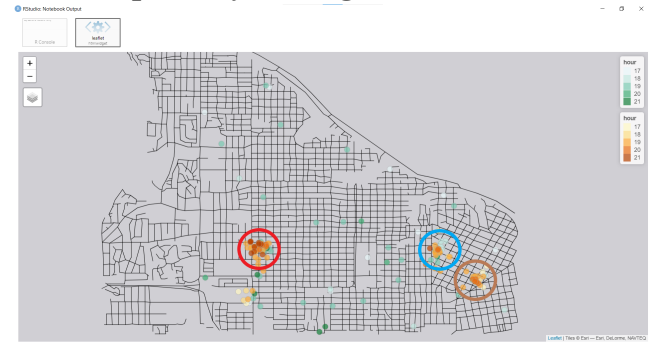 RStudio: Notebook Output
R Console
leaflet
htmlwidget
+
−
hour
17
18
19
20
21
hour
17
18
19
20
21
Leaflet | Tiles © Esri — Esri, DeLorme, NAVTEQ